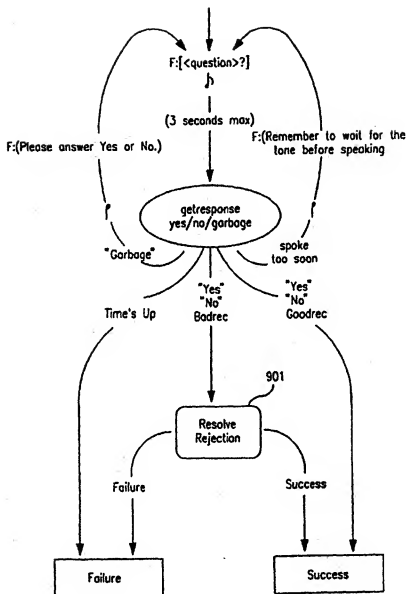 F:[<question>?]
(3 seconds max)
F:(Please answer Yes or No.)
F:(Remember to wait for the
tone before speaking
getresponse
yes/no/garbage
"Garbage"
spoke
too soon
Time's Up
"Yes"
"No"
Badrec
"Yes"
"No"
Goodrec
901
Resolve
Rejection
Failure
Success
Failure
Success